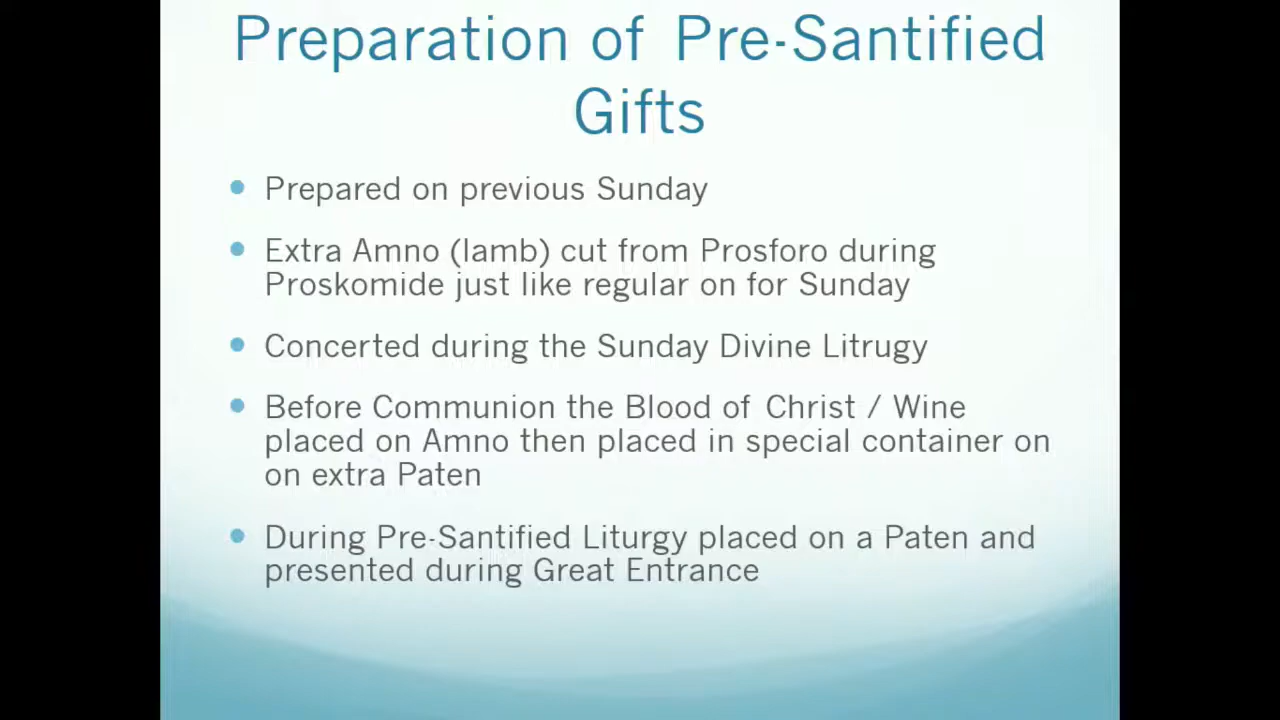 Preparation of Pre-Santified
Gifts
Prepared on previous Sunday
Extra Amno (lamb) cut from Prosforo during
Proskomide just like regular on for Sunday
Concerted during the Sunday Divine Litrugy
Before Communion the Blood of Christ / Wine
placed on Amno then placed in special container on
on extra Paten
During Pre-Santified Liturgy placed on a Paten and
presented during Great Entrance